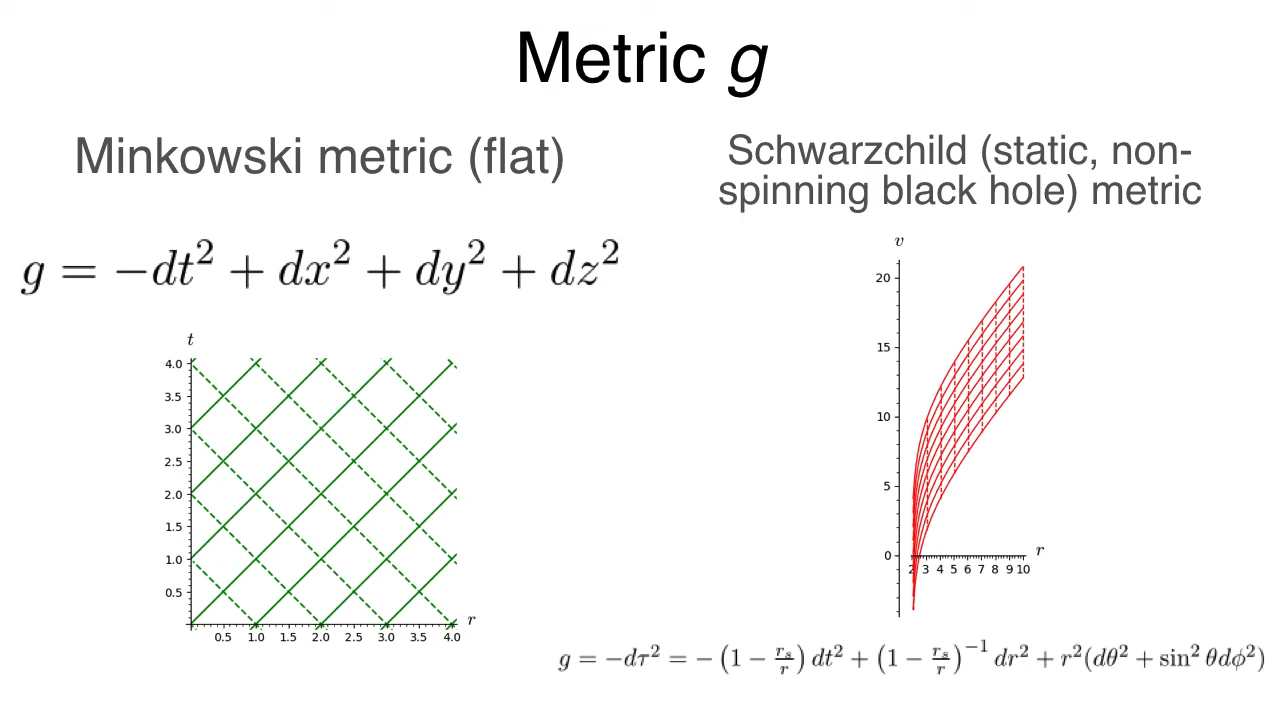 Metric g
Minkowski metric (flat)
g = −dt² + dx² + dy² + dz²
t
4.0
3.5
3.0
2.5
2.0
1.5
1.0
0.5
0.5 1.0 1.5 2.0 2.5 3.0 3.5 4.0
r
Schwarzchild (static, non-
spinning black hole) metric
v
20
15
10
5
0
2 3 4 5 6 7 8 9 10
r
g = −dτ² = −(1 − rₛ/r) dt² + (1 − rₛ/r)⁻¹ dr² + r²(dθ² + sin² θdϕ²)